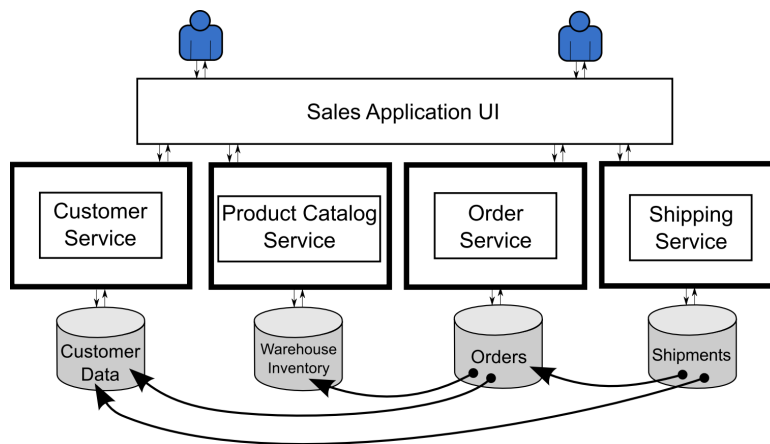 Sales Application UI
Customer
Service
Product Catalog
Service
Order
Service
Shipping
Service
Customer
Data
Warehouse
Inventory
Orders
Shipments